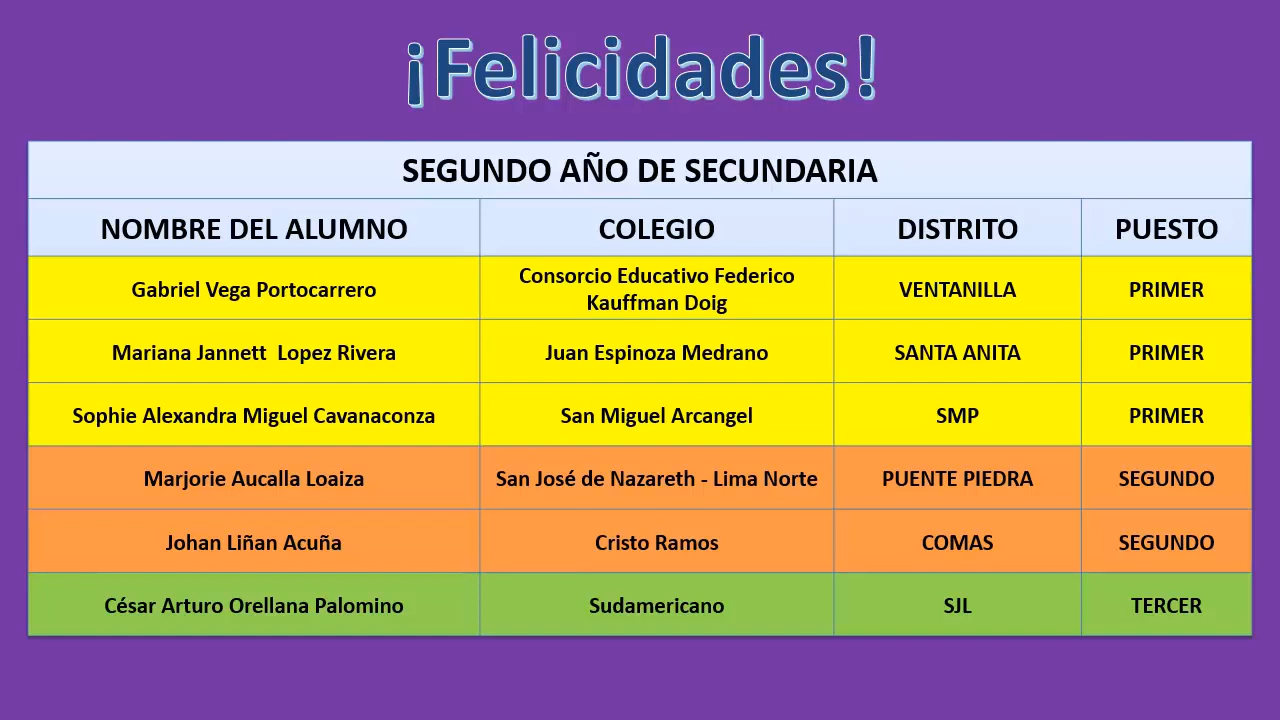 ¡Felicidades!
SEGUNDO AÑO DE SECUNDARIA
NOMBRE DEL ALUMNO COLEGIO DISTRITO PUESTO
Gabriel Vega Portocarrero Consorcio Educativo Federico Kauffman Doig VENTANILLA PRIMER
Mariana Jannett  Lopez Rivera Juan Espinoza Medrano SANTA ANITA PRIMER
Sophie Alexandra Miguel Cavanaconza San Miguel Arcangel SMP PRIMER
Marjorie Aucalla Loaiza San José de Nazareth - Lima Norte PUENTE PIEDRA SEGUNDO
Johan Liñan Acuña Cristo Ramos COMAS SEGUNDO
César Arturo Orellana Palomino Sudamericano SJL TERCER